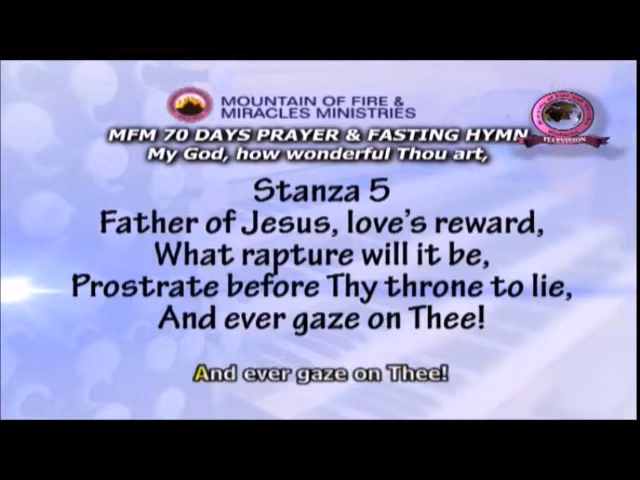 MOUNTAIN OF FIRE &
MIRACLES MINISTRIES
MFM 70 DAYS PRAYER & FASTING HYMN
My God, how wonderful Thou art,
TELEVISION
Stanza 5
Father of Jesus, love's reward,
What rapture will it be,
Prostrate before Thy throne to lie,
And ever gaze on Thee!
And ever gaze on Thee!